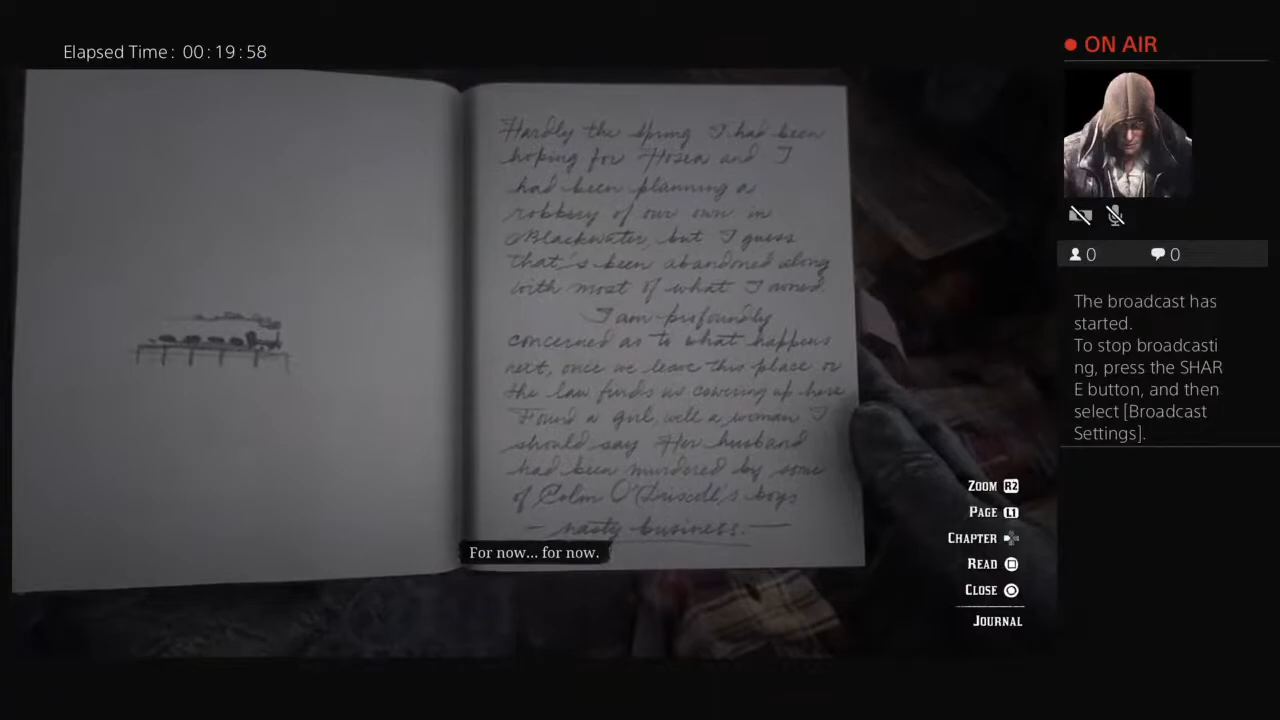 Elapsed Time: 00:19:58
ON AIR
Hardly the spring I had been
hoping for Hosea and I
had been planning a
robbery of our own in
Blackwater, but I guess
that's been abandoned along
with most of what I owned.
I am profoundly
concerned as to what happens
next, once we leave this place or
the law finds us cowering up here
Found a girl, well a woman I
should say Her husband
had been murdered by some
of Colm O'Driscoll's boys
- nasty business. -
For now... for now.
0
0
The broadcast has
started.
To stop broadcasti
ng, press the SHAR
E button, and then
select [Broadcast
Settings].
ZOOM R2
PAGE L1
CHAPTER
READ
CLOSE
JOURNAL